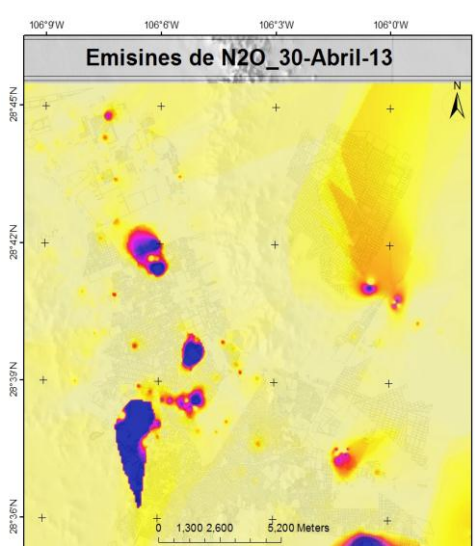 106°9'W 106°6'W 106°3'W 106°0'W
Emisines de N2O_30-Abril-13
N
28°45'N
28°42'N
28°39'N
28°36'N
0 1,300 2,600 5,200 Meters